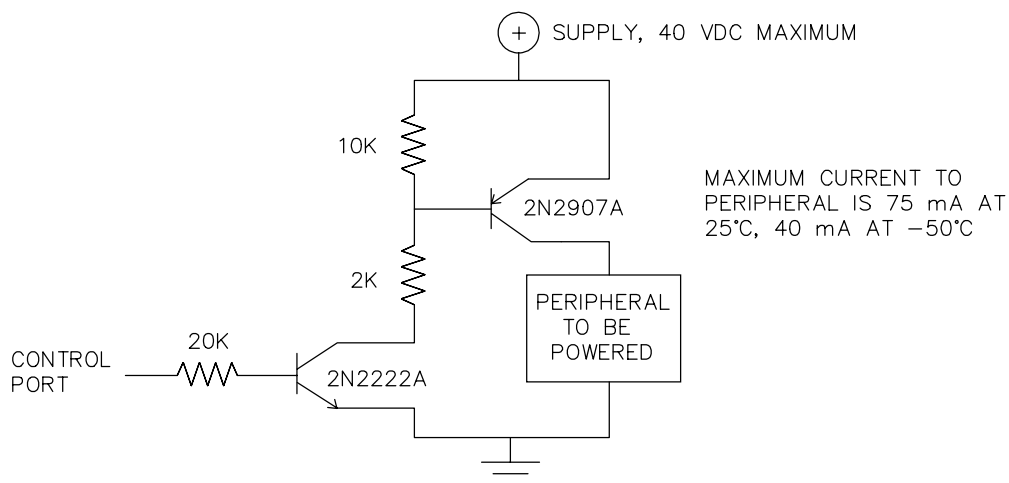 + SUPPLY, 40 VDC MAXIMUM
10K
2N2907A
MAXIMUM CURRENT TO
PERIPHERAL IS 75 mA AT
25°C, 40 mA AT −50°C
2K
PERIPHERAL
TO BE
POWERED
20K
CONTROL
PORT
2N2222A